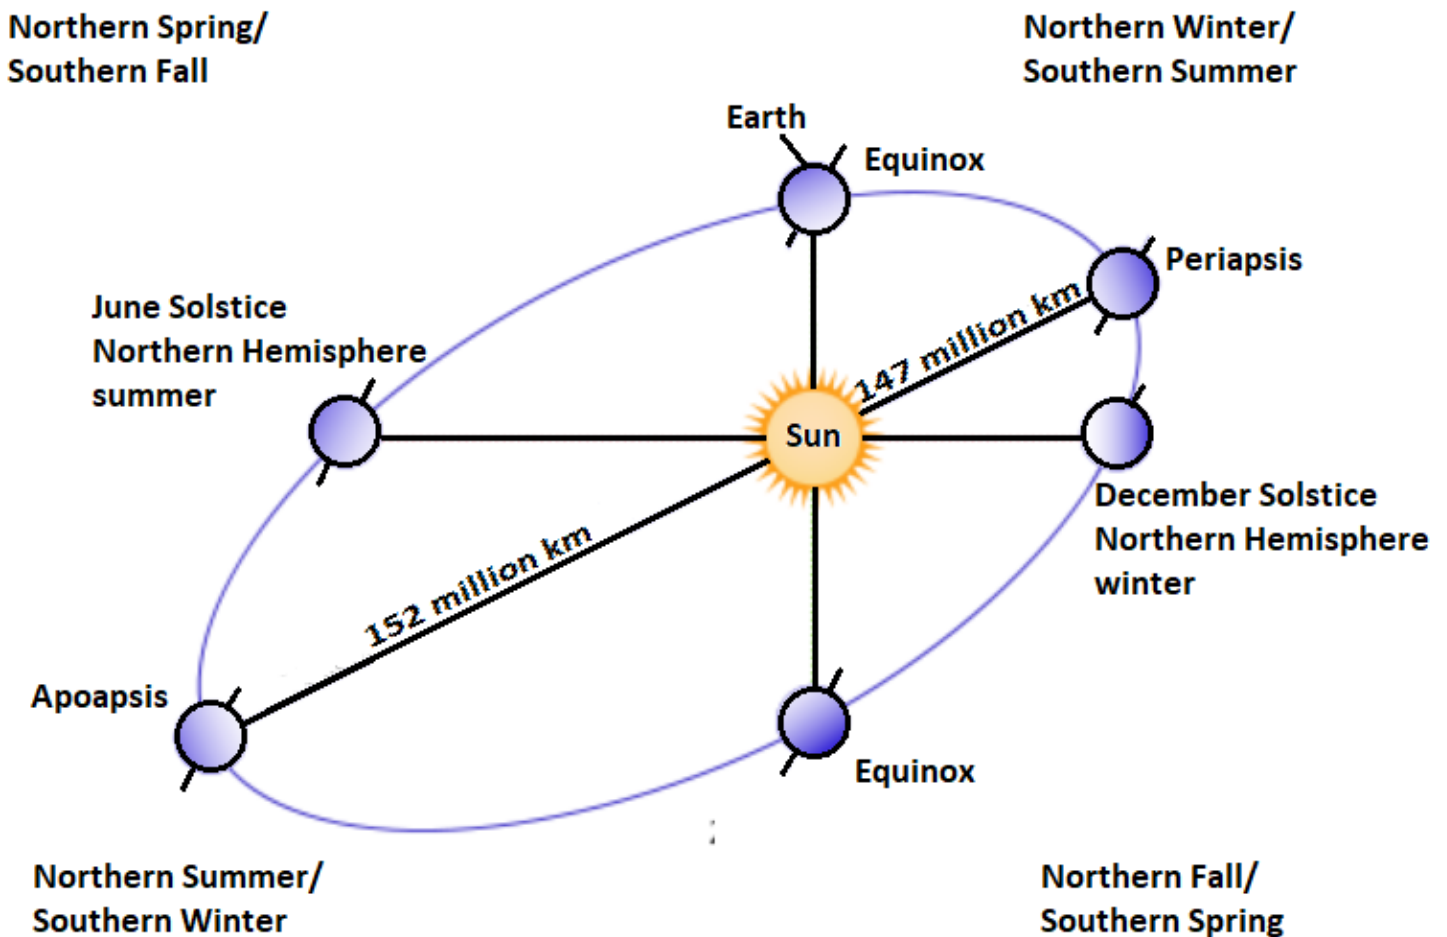 Northern Spring/
Southern Fall
Northern Winter/
Southern Summer
Earth
Equinox
Periapsis
147 million km
June Solstice
Northern Hemisphere
summer
Sun
December Solstice
Northern Hemisphere
winter
152 million km
Apoapsis
Equinox
Northern Summer/
Southern Winter
Northern Fall/
Southern Spring